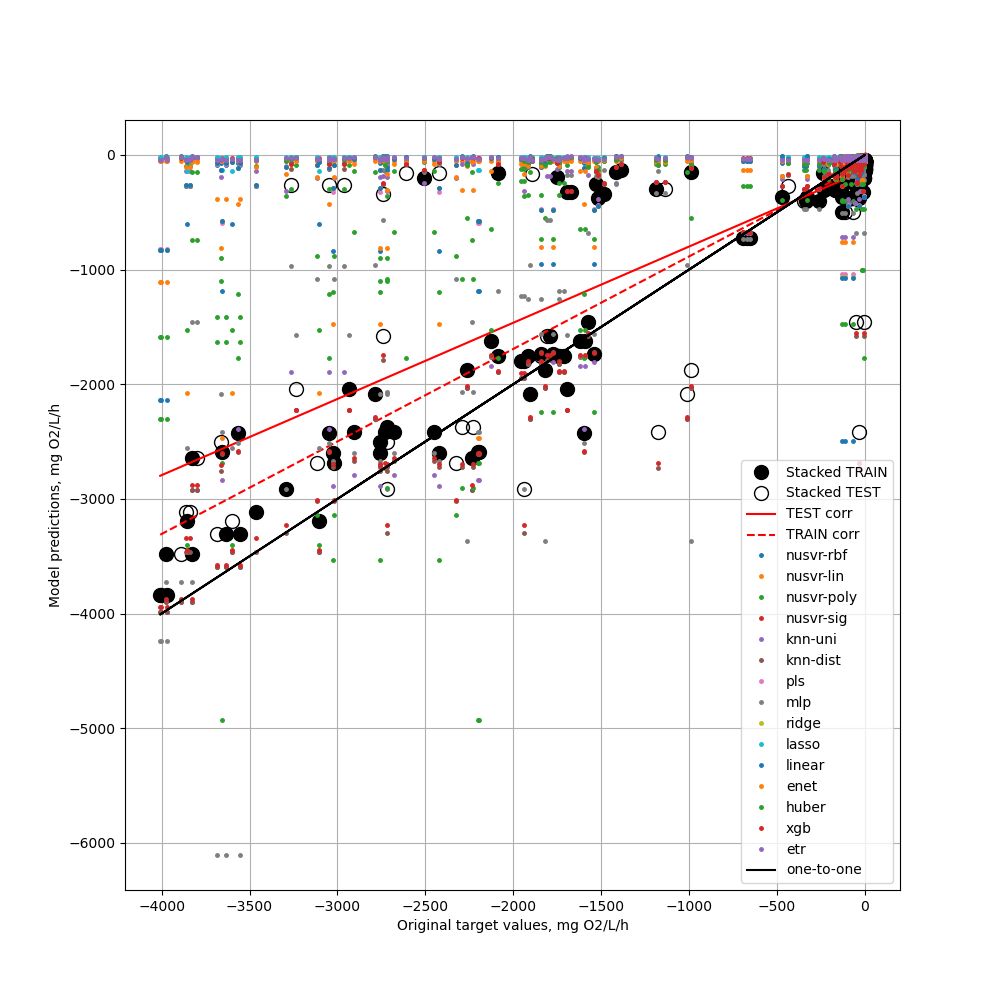 0
−1000
−2000
−3000
−4000
−5000
−6000
Model predictions, mg O2/L/h
−4000 −3500 −3000 −2500 −2000 −1500 −1000 −500 0
Original target values, mg O2/L/h
Stacked TRAIN
Stacked TEST
TEST corr
TRAIN corr
nusvr-rbf
nusvr-lin
nusvr-poly
nusvr-sig
knn-uni
knn-dist
pls
mlp
ridge
lasso
linear
enet
huber
xgb
etr
one-to-one